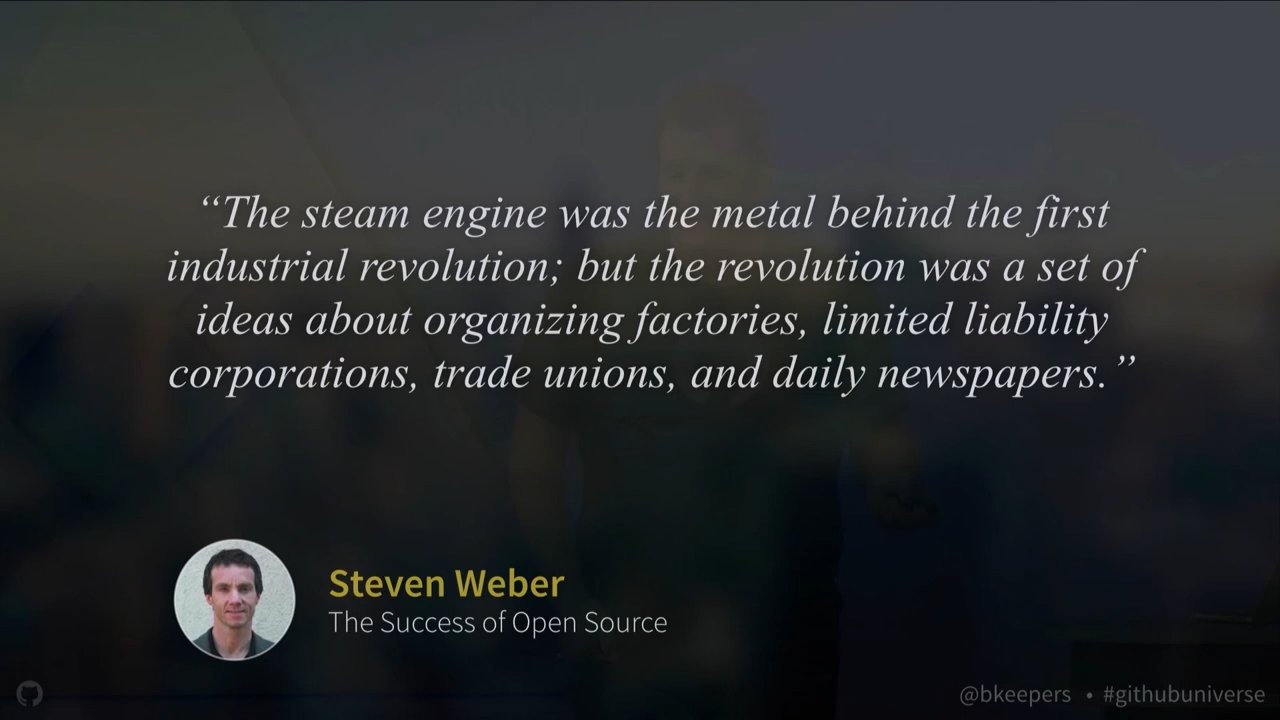 “The steam engine was the metal behind the first
industrial revolution; but the revolution was a set of
ideas about organizing factories, limited liability
corporations, trade unions, and daily newspapers.”
Steven Weber
The Success of Open Source
@bkeepers • #githubuniverse